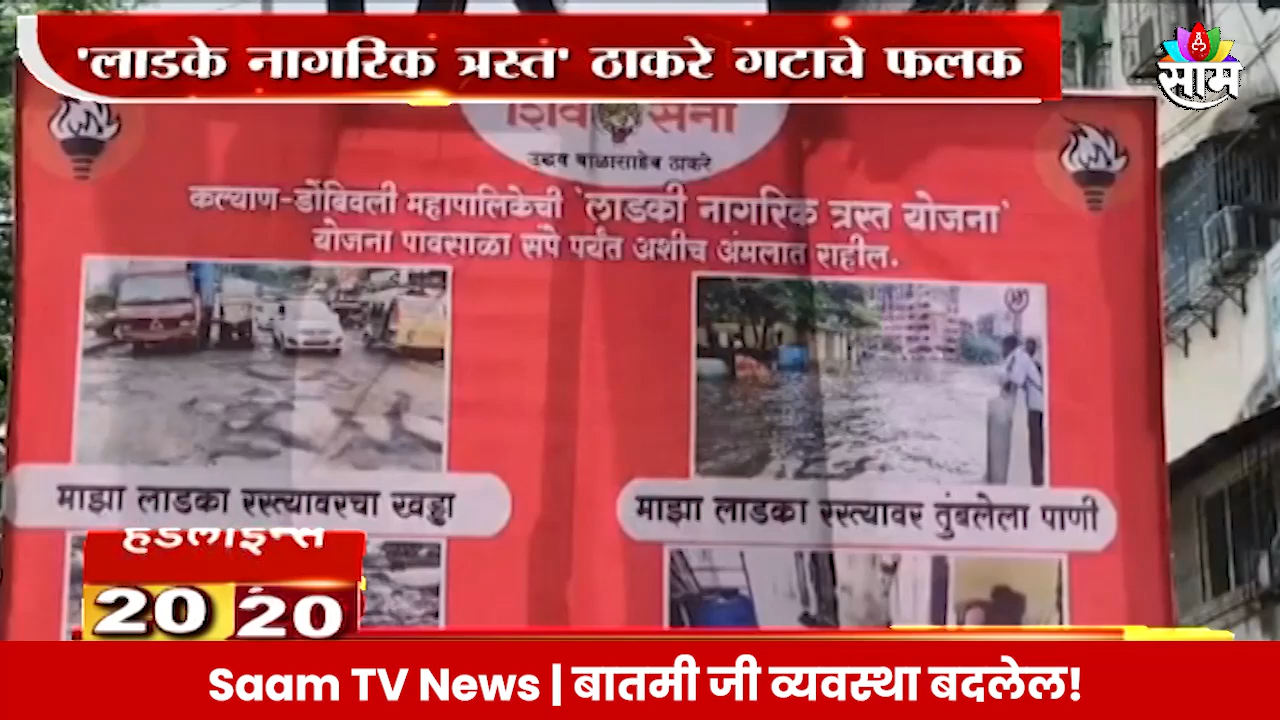 'लाडके नागरिक त्रस्त' ठाकरे गटाचे फलक
साम
शिवसेना
उद्धव बाळासाहेब ठाकरे
कल्याण-डोंबिवली महापालिकेची 'लाडकी नागरिक त्रस्त योजना'
योजना पावसाळा संपे पर्यंत अशीच अंमलात राहील.
माझा लाडका रस्त्यावरचा खड्डा
माझा लाडका रस्त्यावर तुंबलेला पाणी
हेडलाईन्स
20 20
Saam TV News | बातमी जी व्यवस्था बदलेल!